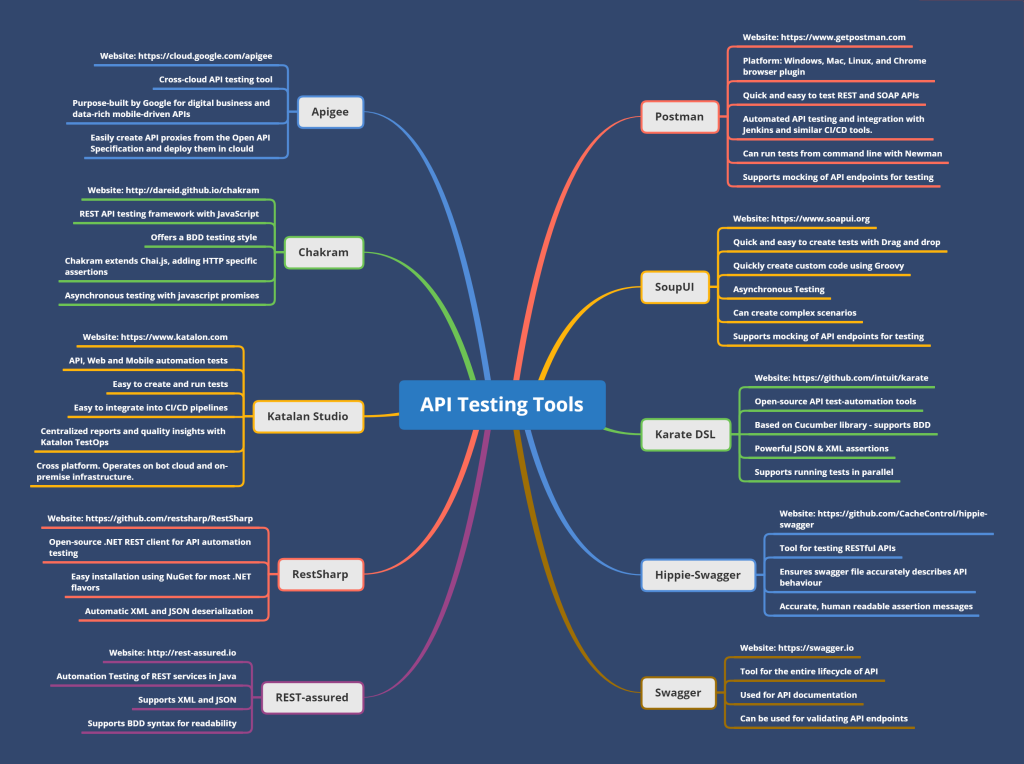 API Testing Tools
Apigee
Website: https://cloud.google.com/apigee
Cross-cloud API testing tool
Purpose-built by Google for digital business and
data-rich mobile-driven APIs
Easily create API proxies from the Open API
Specification and deploy them in clould
Chakram
Website: http://dareid.github.io/chakram
REST API testing framework with JavaScript
Offers a BDD testing style
Chakram extends Chai.js, adding HTTP specific
assertions
Asynchronous testing with javascript promises
Katalan Studio
Website: https://www.katalon.com
API, Web and Mobile automation tests
Easy to create and run tests
Easy to integrate into CI/CD pipelines
Centralized reports and quality insights with
Katalon TestOps
Cross platform. Operates on bot cloud and on-
premise infrastructure.
RestSharp
Website: https://github.com/restsharp/RestSharp
Open-source .NET REST client for API automation
testing
Easy installation using NuGet for most .NET
flavors
Automatic XML and JSON deserialization
REST-assured
Website: http://rest-assured.io
Automation Testing of REST services in Java
Supports XML and JSON
Supports BDD syntax for readability
Postman
Website: https://www.getpostman.com
Platform: Windows, Mac, Linux, and Chrome
browser plugin
Quick and easy to test REST and SOAP APIs
Automated API testing and integration with
Jenkins and similar CI/CD tools.
Can run tests from command line with Newman
Supports mocking of API endpoints for testing
SoupUI
Website: https://www.soapui.org
Quick and easy to create tests with Drag and drop
Quickly create custom code using Groovy
Asynchronous Testing
Can create complex scenarios
Supports mocking of API endpoints for testing
Karate DSL
Website: https://github.com/intuit/karate
Open-source API test-automation tools
Based on Cucumber library - supports BDD
Powerful JSON & XML assertions
Supports running tests in parallel
Hippie-Swagger
Website: https://github.com/CacheControl/hippie-
swagger
Tool for testing RESTful APIs
Ensures swagger file accurately describes API
behaviour
Accurate, human readable assertion messages
Swagger
Website: https://swagger.io
Tool for the entire lifecycle of API
Used for API documentation
Can be used for validating API endpoints